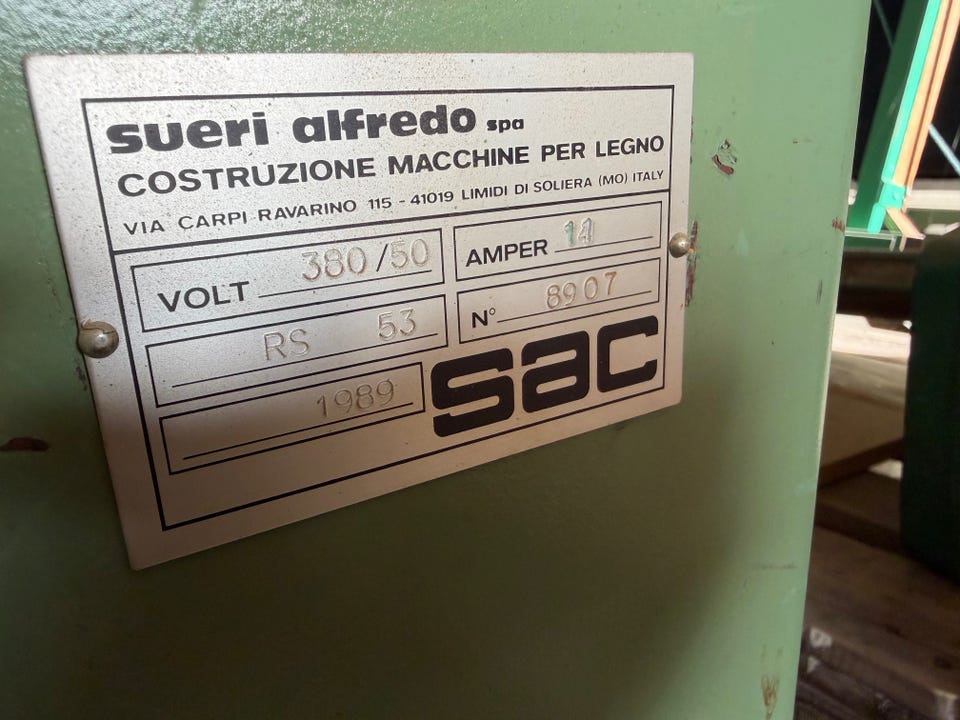 sueri alfredo spa
COSTRUZIONE MACCHINE PER LEGNO
VIA CARPI RAVARINO 115 - 41019 LIMIDI DI SOLIERA (MO) ITALY
VOLT 380/50
AMPER
RS 53
N° 8907
1989
sac